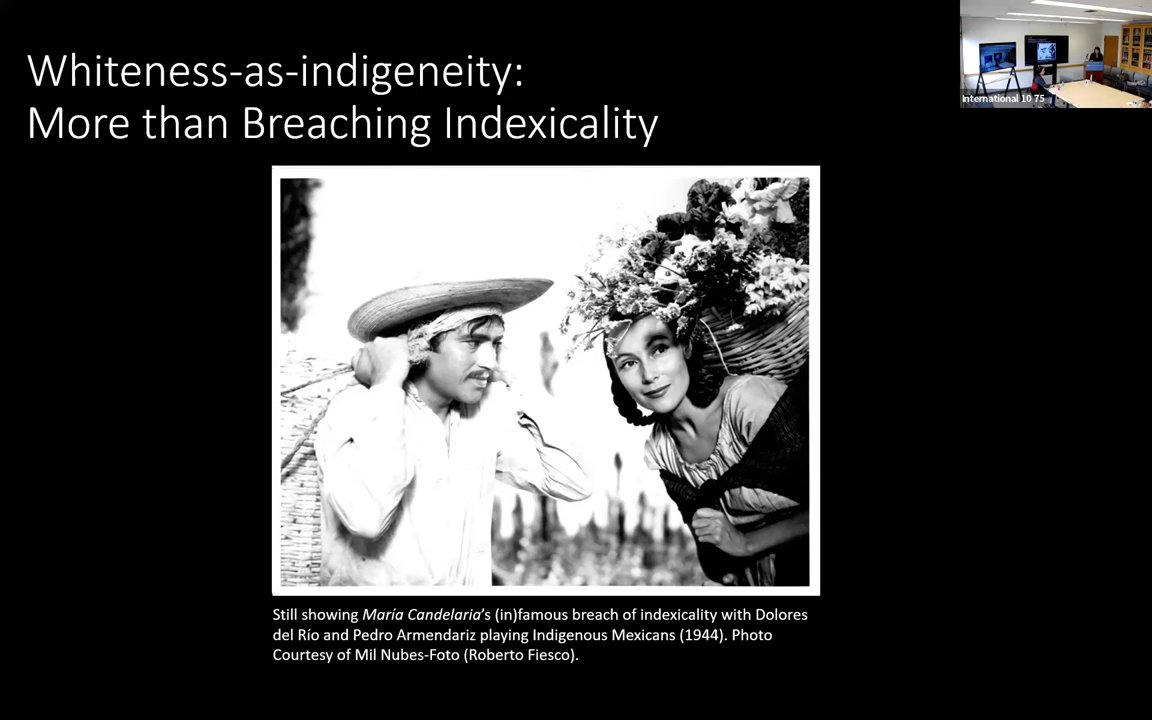 Whiteness-as-indigeneity:
More than Breaching Indexicality
International 10 75
Still showing María Candelaria’s (in)famous breach of indexicality with Dolores
del Río and Pedro Armendariz playing Indigenous Mexicans (1944). Photo
Courtesy of Mil Nubes-Foto (Roberto Fiesco).